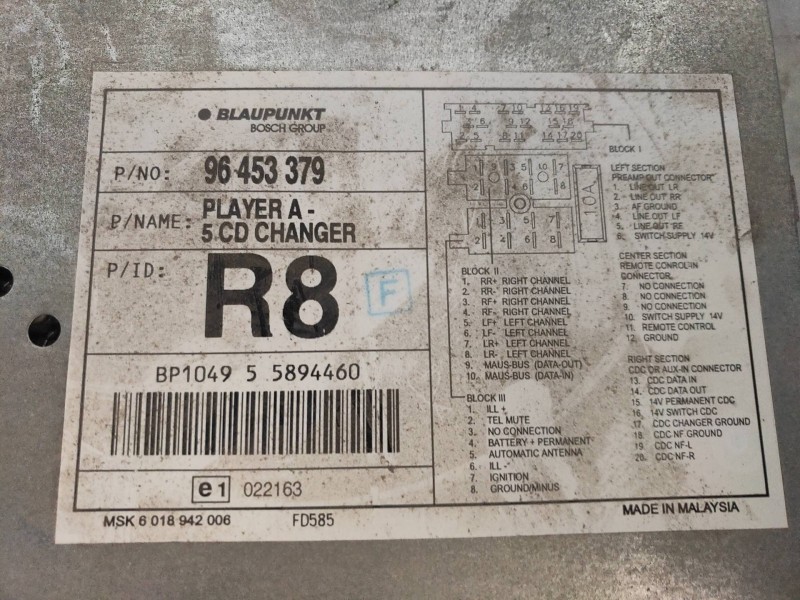 BLAUPUNKT
BOSCH GROUP
P/NO: 96 453 379
P/NAME: PLAYER A -
5 CD CHANGER
P/ID: R8
F
BP1049 5 5894460
e1 022163
MSK 6 018 942 006 FD585
10A
BLOCK I
LEFT SECTION
PREAMP OUT CONNECTOR
1. LINE OUT LR
2. LINE OUT RR
3. AF GROUND
4. LINE OUT LF
5. LINE OUT RF
6. SWITCH-SUPPLY 14V
CENTER SECTION
REMOTE CONTROL-IN
CONNECTOR
7. NO CONNECTION
8. NO CONNECTION
9. NO CONNECTION
10. SWITCH SUPPLY 14V
11. REMOTE CONTROL
12. GROUND
RIGHT SECTION
CDC OR AUX-IN CONNECTOR
13. CDC DATA IN
14. CDC DATA OUT
15. 14V PERMANENT CDC
16. 14V SWITCH CDC
17. CDC CHANGER GROUND
18. CDC NF GROUND
19. CDC NF-L
20. CDC NF-R
BLOCK II
1. RR+ RIGHT CHANNEL
2. RR- RIGHT CHANNEL
3. RF+ RIGHT CHANNEL
4. RF- RIGHT CHANNEL
5. LF+ LEFT CHANNEL
6. LF- LEFT CHANNEL
7. LR+ LEFT CHANNEL
8. LR- LEFT CHANNEL
9. MAUS-BUS (DATA-OUT)
10. MAUS-BUS (DATA-IN)
BLOCK III
1. ILL +
2. TEL MUTE
3. NO CONNECTION
4. BATTERY + PERMANENT
5. AUTOMATIC ANTENNA
6. ILL -
7. IGNITION
8. GROUND/MINUS
MADE IN MALAYSIA